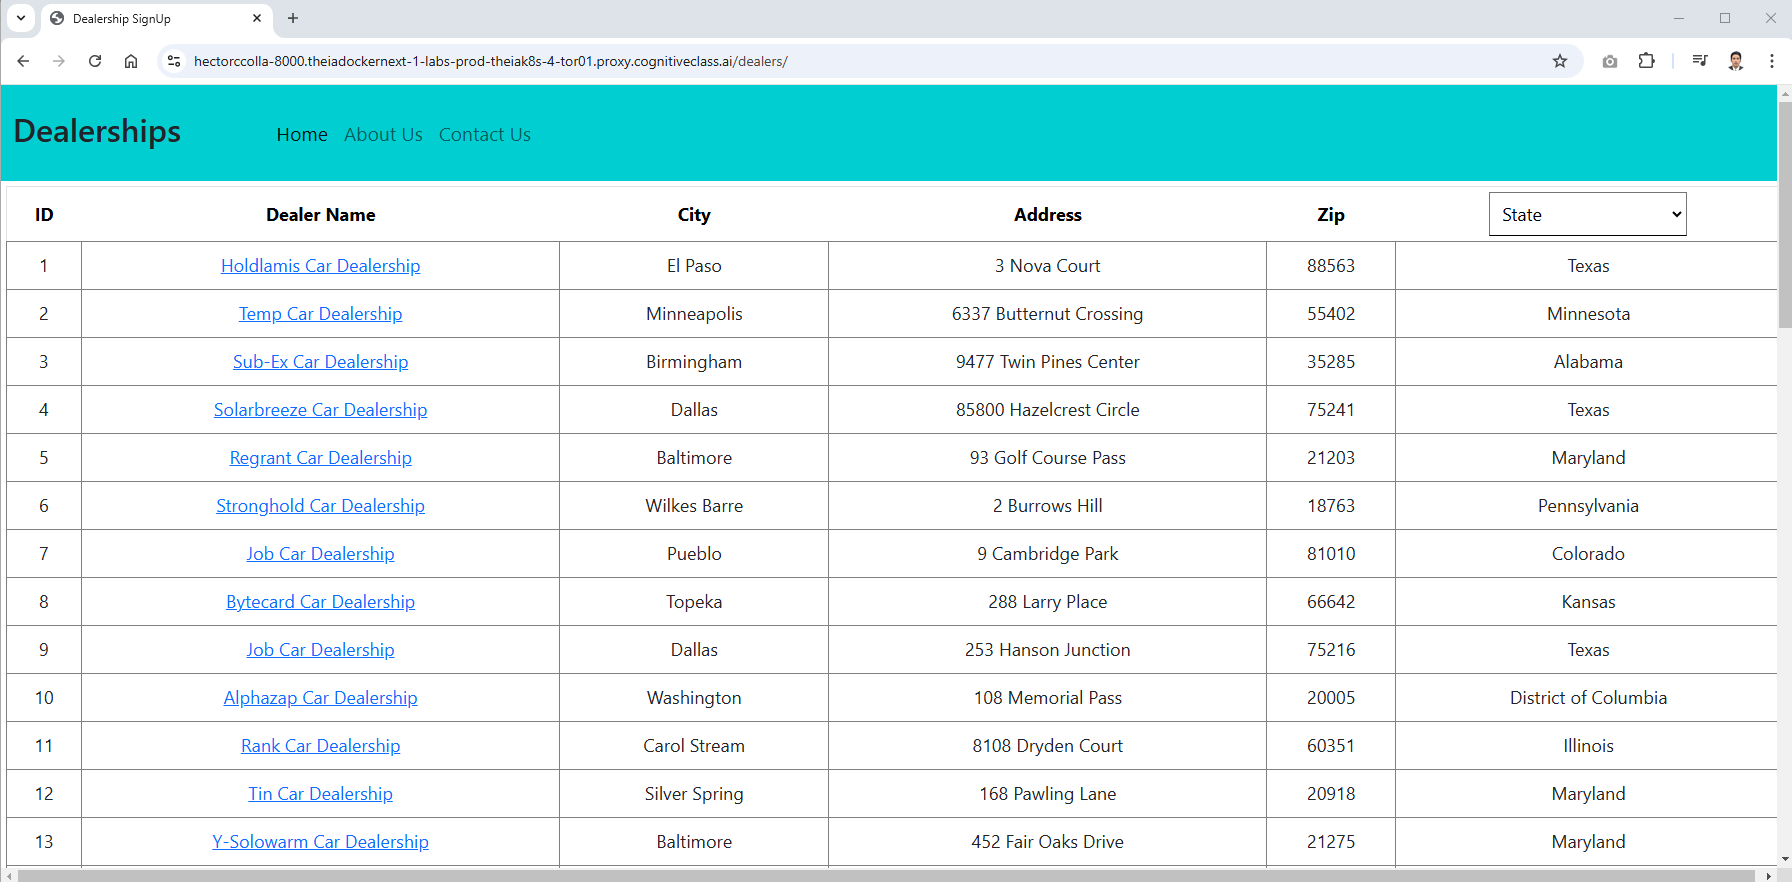 Dealership SignUp
hectorccolla-8000.theiadockernext-1-labs-prod-theiak8s-4-tor01.proxy.cognitiveclass.ai/dealers/
Dealerships Home About Us Contact Us
ID Dealer Name City Address Zip State
1 Holdlamis Car Dealership El Paso 3 Nova Court 88563 Texas
2 Temp Car Dealership Minneapolis 6337 Butternut Crossing 55402 Minnesota
3 Sub-Ex Car Dealership Birmingham 9477 Twin Pines Center 35285 Alabama
4 Solarbreeze Car Dealership Dallas 85800 Hazelcrest Circle 75241 Texas
5 Regrant Car Dealership Baltimore 93 Golf Course Pass 21203 Maryland
6 Stronghold Car Dealership Wilkes Barre 2 Burrows Hill 18763 Pennsylvania
7 Job Car Dealership Pueblo 9 Cambridge Park 81010 Colorado
8 Bytecard Car Dealership Topeka 288 Larry Place 66642 Kansas
9 Job Car Dealership Dallas 253 Hanson Junction 75216 Texas
10 Alphazap Car Dealership Washington 108 Memorial Pass 20005 District of Columbia
11 Rank Car Dealership Carol Stream 8108 Dryden Court 60351 Illinois
12 Tin Car Dealership Silver Spring 168 Pawling Lane 20918 Maryland
13 Y-Solowarm Car Dealership Baltimore 452 Fair Oaks Drive 21275 Maryland